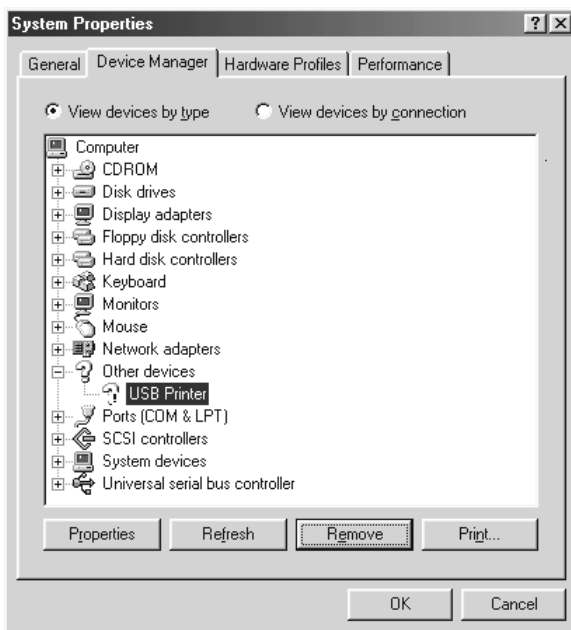 System Properties
General Device Manager Hardware Profiles Performance
View devices by type View devices by connection
Computer
CDROM
Disk drives
Display adapters
Floppy disk controllers
Hard disk controllers
Keyboard
Monitors
Mouse
Network adapters
Other devices
USB Printer
Ports (COM & LPT)
SCSI controllers
System devices
Universal serial bus controller
Properties Refresh Remove Print...
OK Cancel